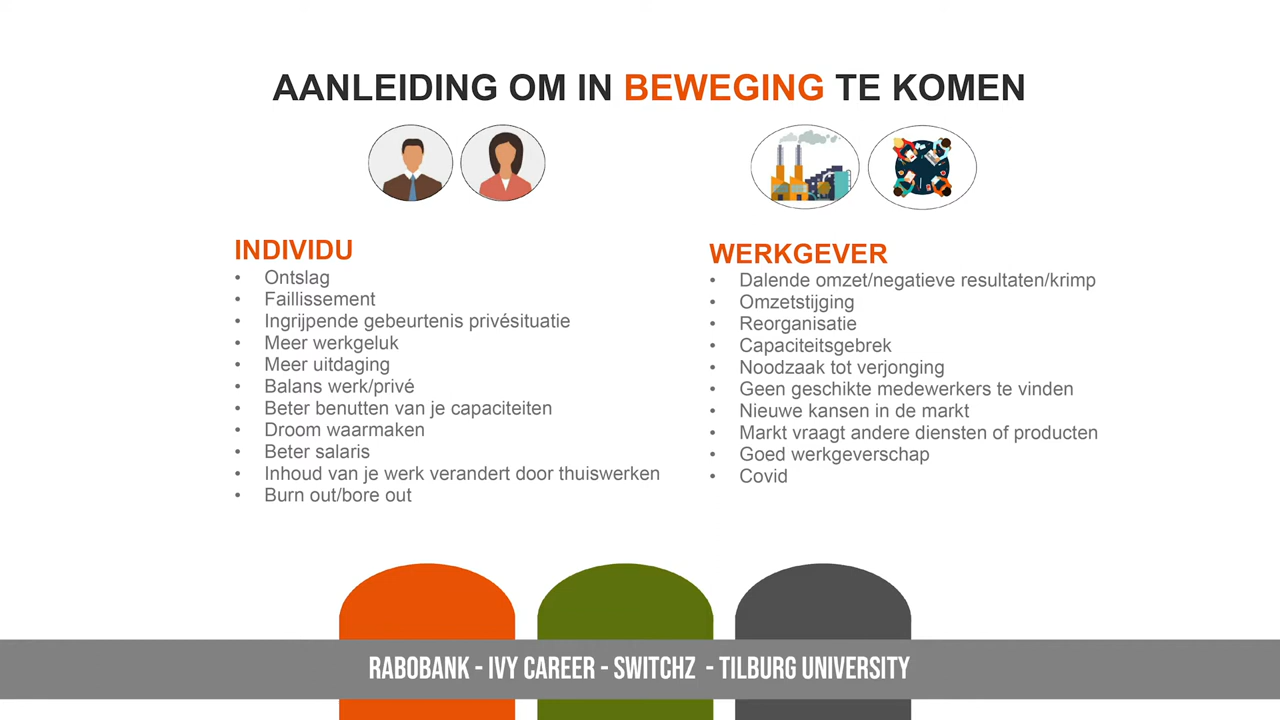 AANLEIDING OM IN BEWEGING TE KOMEN
INDIVIDU
• Ontslag
• Faillissement
• Ingrijpende gebeurtenis privésituatie
• Meer werkgeluk
• Meer uitdaging
• Balans werk/privé
• Beter benutten van je capaciteiten
• Droom waarmaken
• Beter salaris
• Inhoud van je werk verandert door thuiswerken
• Burn out/bore out
WERKGEVER
• Dalende omzet/negatieve resultaten/krimp
• Omzetstijging
• Reorganisatie
• Capaciteitsgebrek
• Noodzaak tot verjonging
• Geen geschikte medewerkers te vinden
• Nieuwe kansen in de markt
• Markt vraagt andere diensten of producten
• Goed werkgeverschap
• Covid
RABOBANK - IVY CAREER - SWITCHZ - TILBURG UNIVERSITY